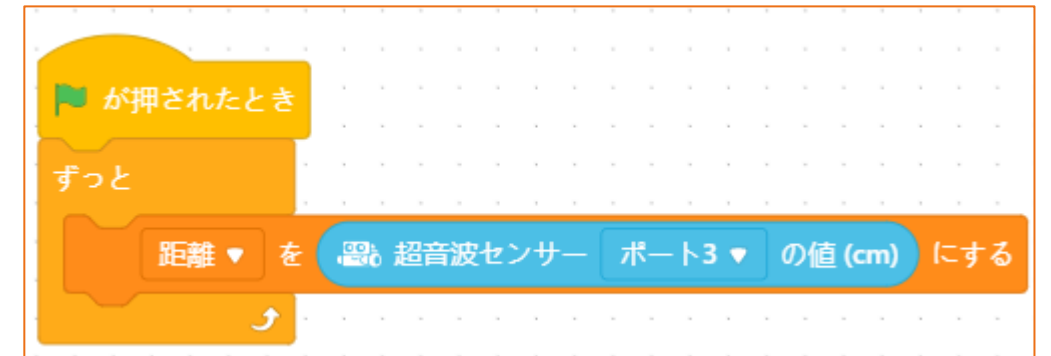 が押されたとき
ずっと
距離 を 超音波センサー ポート3 の値 (cm) にする